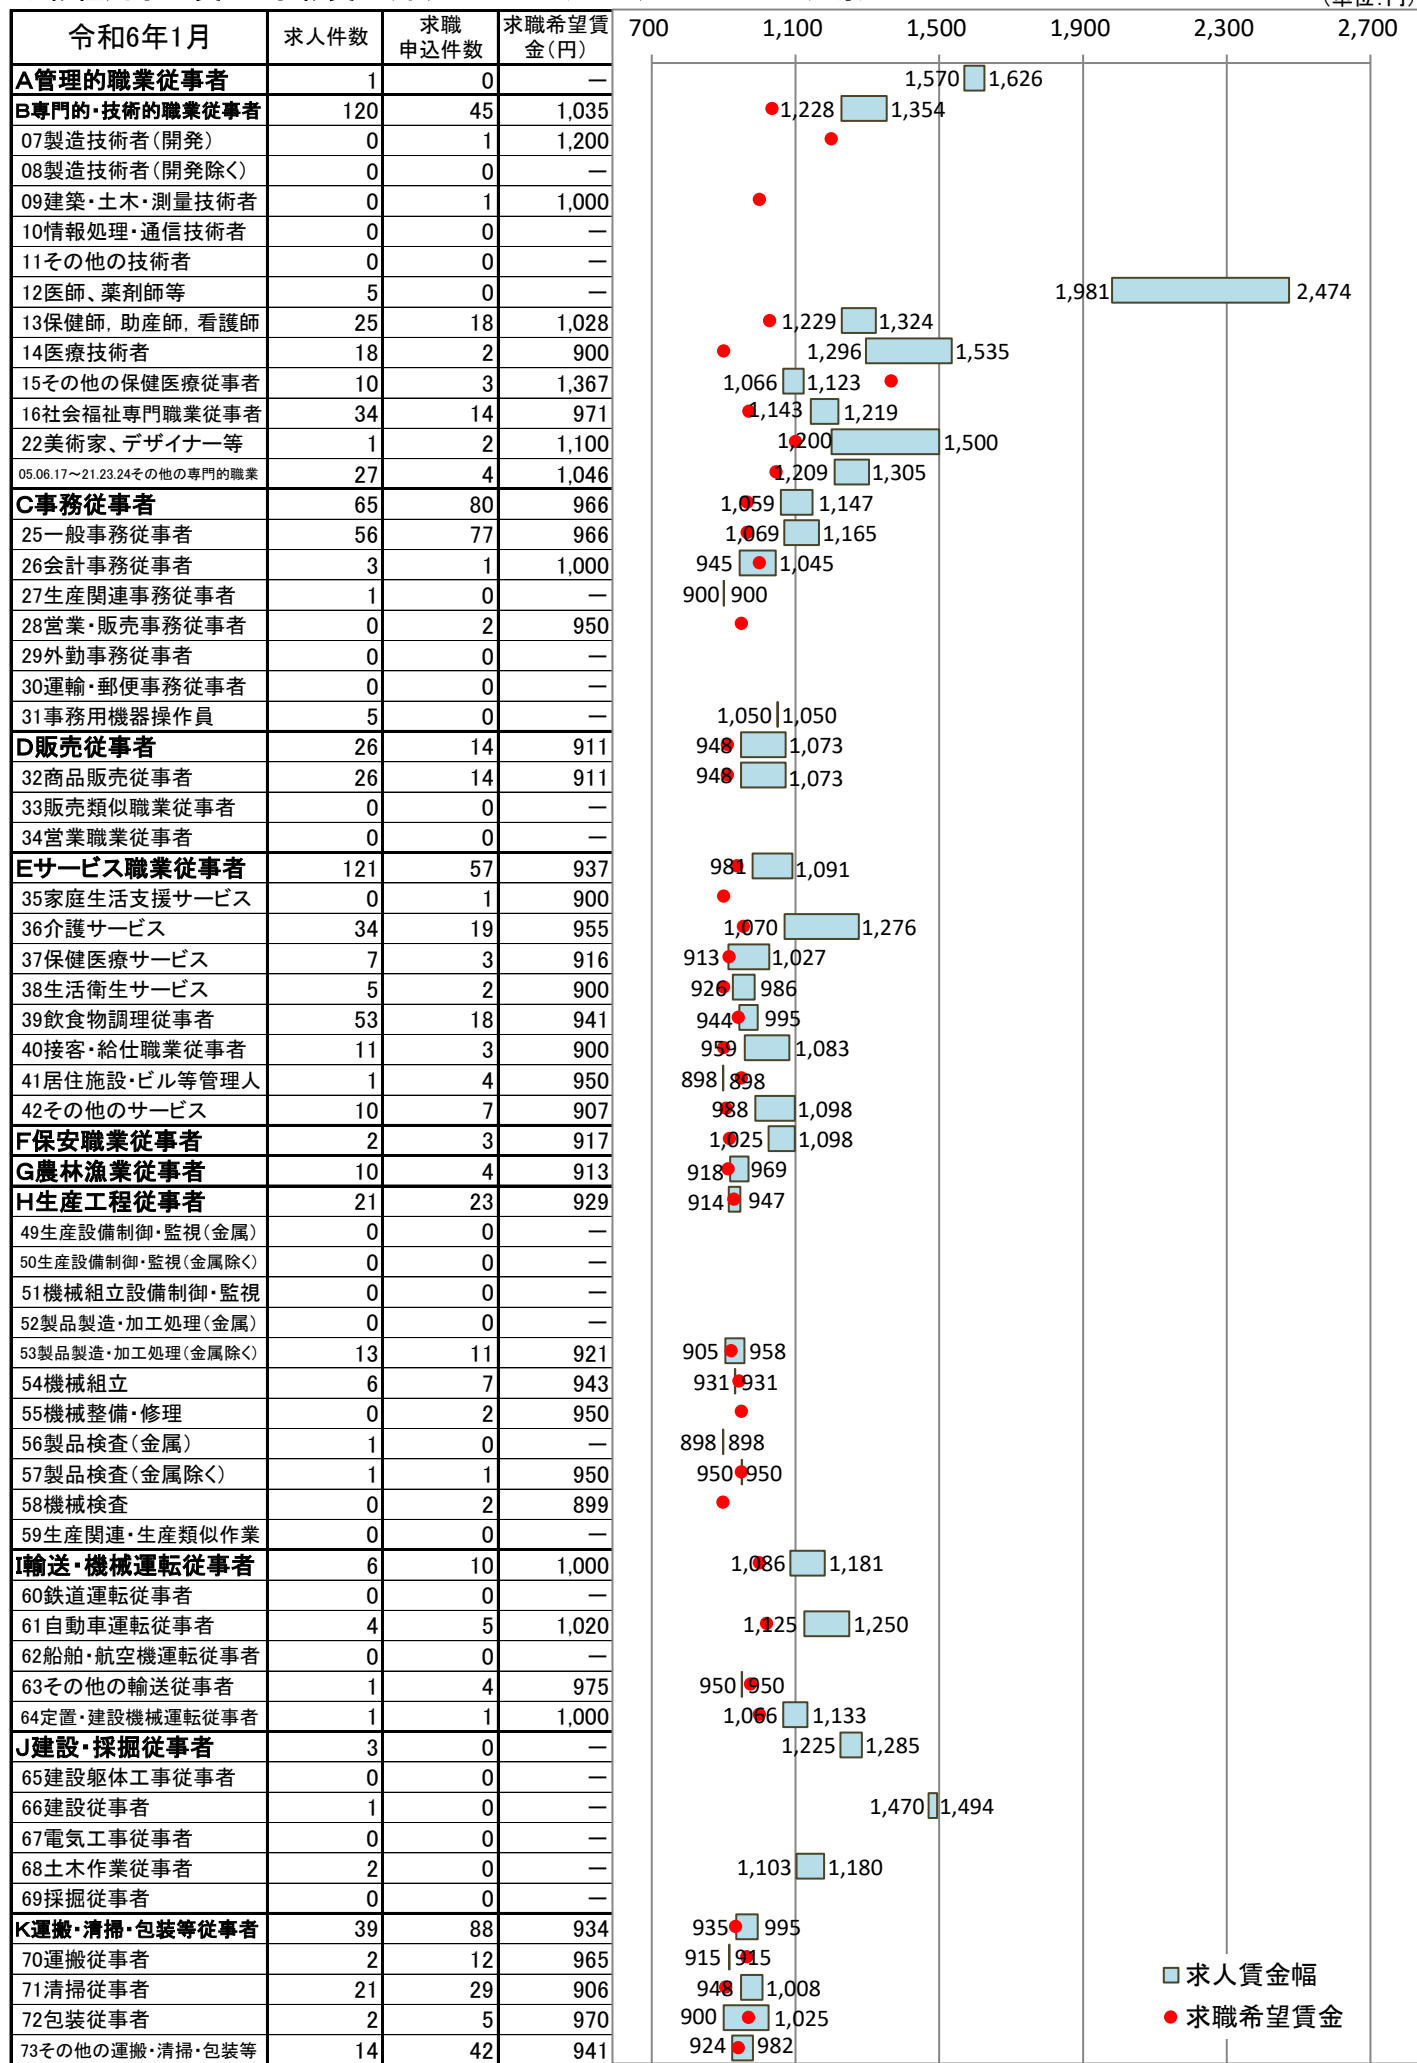 (単位:円)
令和6年1月 求人件数 求職申込件数 求職希望賃金(円) 700 1,100 1,500 1,900 2,300 2,700
A管理的職業従事者 1 0 ― 1,570 1,626
B専門的・技術的職業従事者 120 45 1,035 1,228 1,354
07製造技術者(開発) 0 1 1,200
08製造技術者(開発除く) 0 0 ―
09建築・土木・測量技術者 0 1 1,000
10情報処理・通信技術者 0 0 ―
11その他の技術者 0 0 ―
12医師、薬剤師等 5 0 ― 1,981 2,474
13保健師, 助産師, 看護師 25 18 1,028 1,229 1,324
14医療技術者 18 2 900 1,296 1,535
15その他の保健医療従事者 10 3 1,367 1,066 1,123
16社会福祉専門職業従事者 34 14 971 1,143 1,219
22美術家、デザイナー等 1 2 1,100 1,200 1,500
05.06.17～21.23.24その他の専門的職業 27 4 1,046 1,209 1,305
C事務従事者 65 80 966 1,059 1,147
25一般事務従事者 56 77 966 1,069 1,165
26会計事務従事者 3 1 1,000 945 1,045
27生産関連事務従事者 1 0 ― 900 900
28営業・販売事務従事者 0 2 950
29外勤事務従事者 0 0 ―
30運輸・郵便事務従事者 0 0 ―
31事務用機器操作員 5 0 ― 1,050 1,050
D販売従事者 26 14 911 948 1,073
32商品販売従事者 26 14 911 948 1,073
33販売類似職業従事者 0 0 ―
34営業職業従事者 0 0 ―
Eサービス職業従事者 121 57 937 981 1,091
35家庭生活支援サービス 0 1 900
36介護サービス 34 19 955 1,070 1,276
37保健医療サービス 7 3 916 913 1,027
38生活衛生サービス 5 2 900 926 986
39飲食物調理従事者 53 18 941 944 995
40接客・給仕職業従事者 11 3 900 959 1,083
41居住施設・ビル等管理人 1 4 950 898 898
42その他のサービス 10 7 907 988 1,098
F保安職業従事者 2 3 917 1,025 1,098
G農林漁業従事者 10 4 913 918 969
H生産工程従事者 21 23 929 914 947
49生産設備制御・監視(金属) 0 0 ―
50生産設備制御・監視(金属除く) 0 0 ―
51機械組立設備制御・監視 0 0 ―
52製品製造・加工処理(金属) 0 0 ―
53製品製造・加工処理(金属除く) 13 11 921 905 958
54機械組立 6 7 943 931 931
55機械整備・修理 0 2 950
56製品検査(金属) 1 0 ― 898 898
57製品検査(金属除く) 1 1 950 950 950
58機械検査 0 2 899
59生産関連・生産類似作業 0 0 ―
I輸送・機械運転従事者 6 10 1,000 1,086 1,181
60鉄道運転従事者 0 0 ―
61自動車運転従事者 4 5 1,020 1,125 1,250
62船舶・航空機運転従事者 0 0 ―
63その他の輸送従事者 1 4 975 950 950
64定置・建設機械運転従事者 1 1 1,000 1,066 1,133
J建設・採掘従事者 3 0 ― 1,225 1,285
65建設躯体工事従事者 0 0 ―
66建設従事者 1 0 ― 1,470 1,494
67電気工事従事者 0 0 ―
68土木作業従事者 2 0 ― 1,103 1,180
69採掘従事者 0 0 ―
K運搬・清掃・包装等従事者 39 88 934 935 995
70運搬従事者 2 12 965 915 915
71清掃従事者 21 29 906 948 1,008
72包装従事者 2 5 970 900 1,025
73その他の運搬・清掃・包装等 14 42 941 924 982
求人賃金幅
求職希望賃金